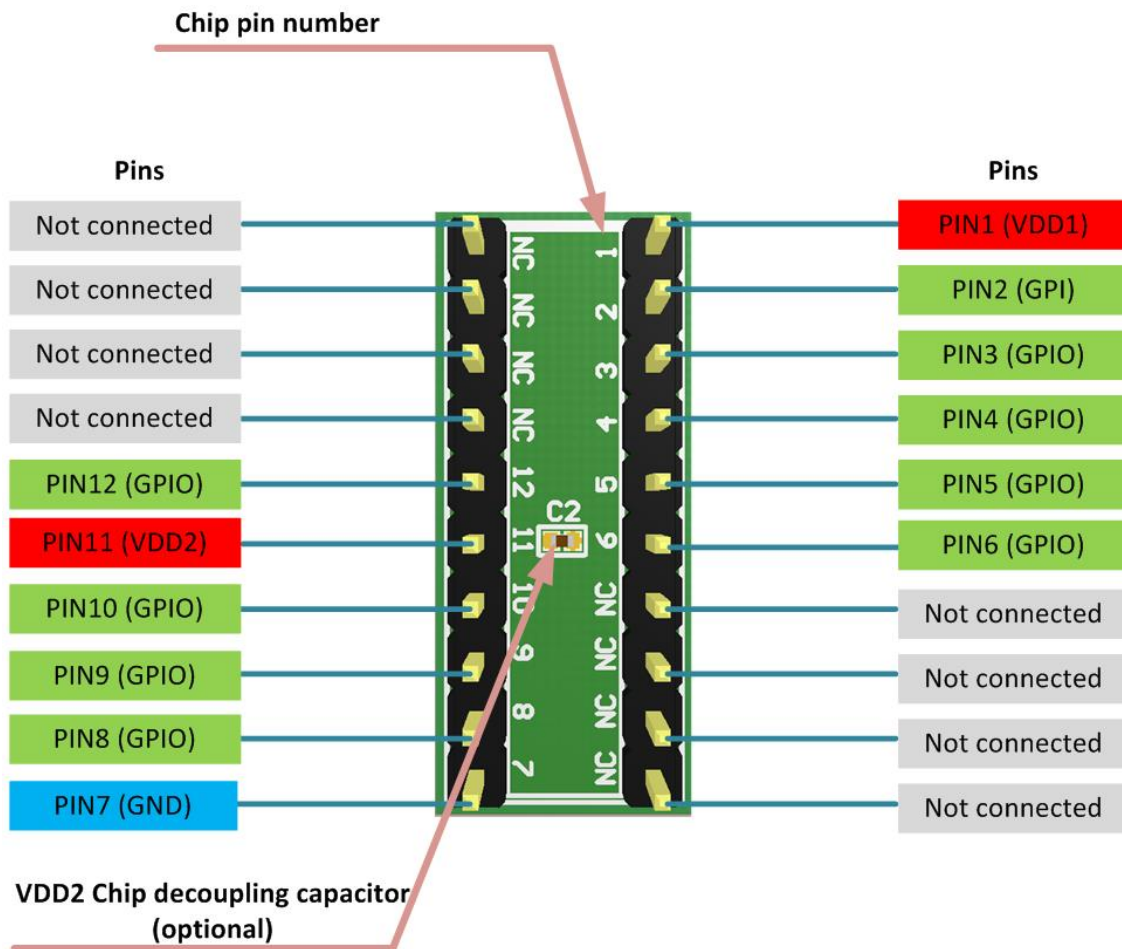 Chip pin number
Pins
Pins
Not connected
Not connected
Not connected
Not connected
PIN12 (GPIO)
PIN11 (VDD2)
PIN10 (GPIO)
PIN9 (GPIO)
PIN8 (GPIO)
PIN7 (GND)
NC
NC
NC
NC
12
11
10
9
8
7
C2
1
2
3
4
5
6
NC
NC
NC
NC
PIN1 (VDD1)
PIN2 (GPI)
PIN3 (GPIO)
PIN4 (GPIO)
PIN5 (GPIO)
PIN6 (GPIO)
Not connected
Not connected
Not connected
Not connected
VDD2 Chip decoupling capacitor
(optional)